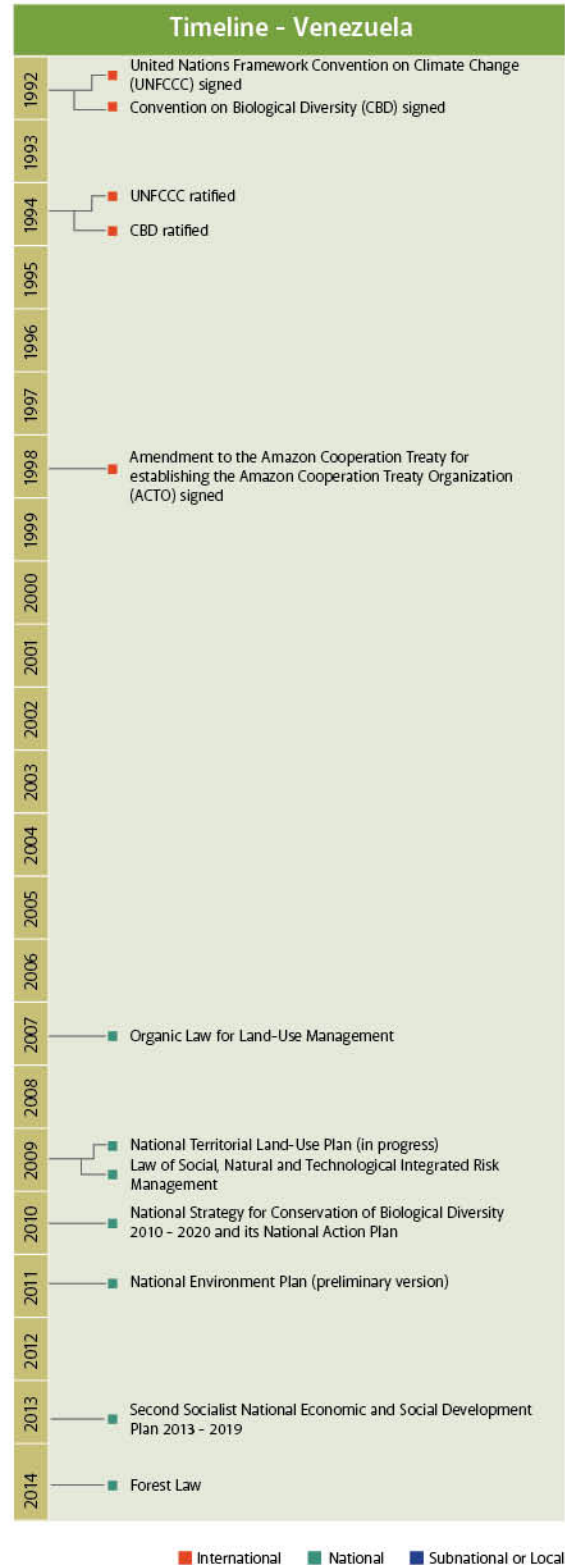 Timeline - Venezuela
1992
United Nations Framework Convention on Climate Change
(UNFCCC) signed
Convention on Biological Diversity (CBD) signed
1993
1994
UNFCCC ratified
CBD ratified
1995
1996
1997
1998
Amendment to the Amazon Cooperation Treaty for
establishing the Amazon Cooperation Treaty Organization
(ACTO) signed
1999
2000
2001
2002
2003
2004
2005
2006
2007
Organic Law for Land-Use Management
2008
2009
National Territorial Land-Use Plan (in progress)
Law of Social, Natural and Technological Integrated Risk
Management
2010
National Strategy for Conservation of Biological Diversity
2010 - 2020 and its National Action Plan
2011
National Environment Plan (preliminary version)
2012
2013
Second Socialist National Economic and Social Development
Plan 2013 - 2019
2014
Forest Law
International
National
Subnational or Local